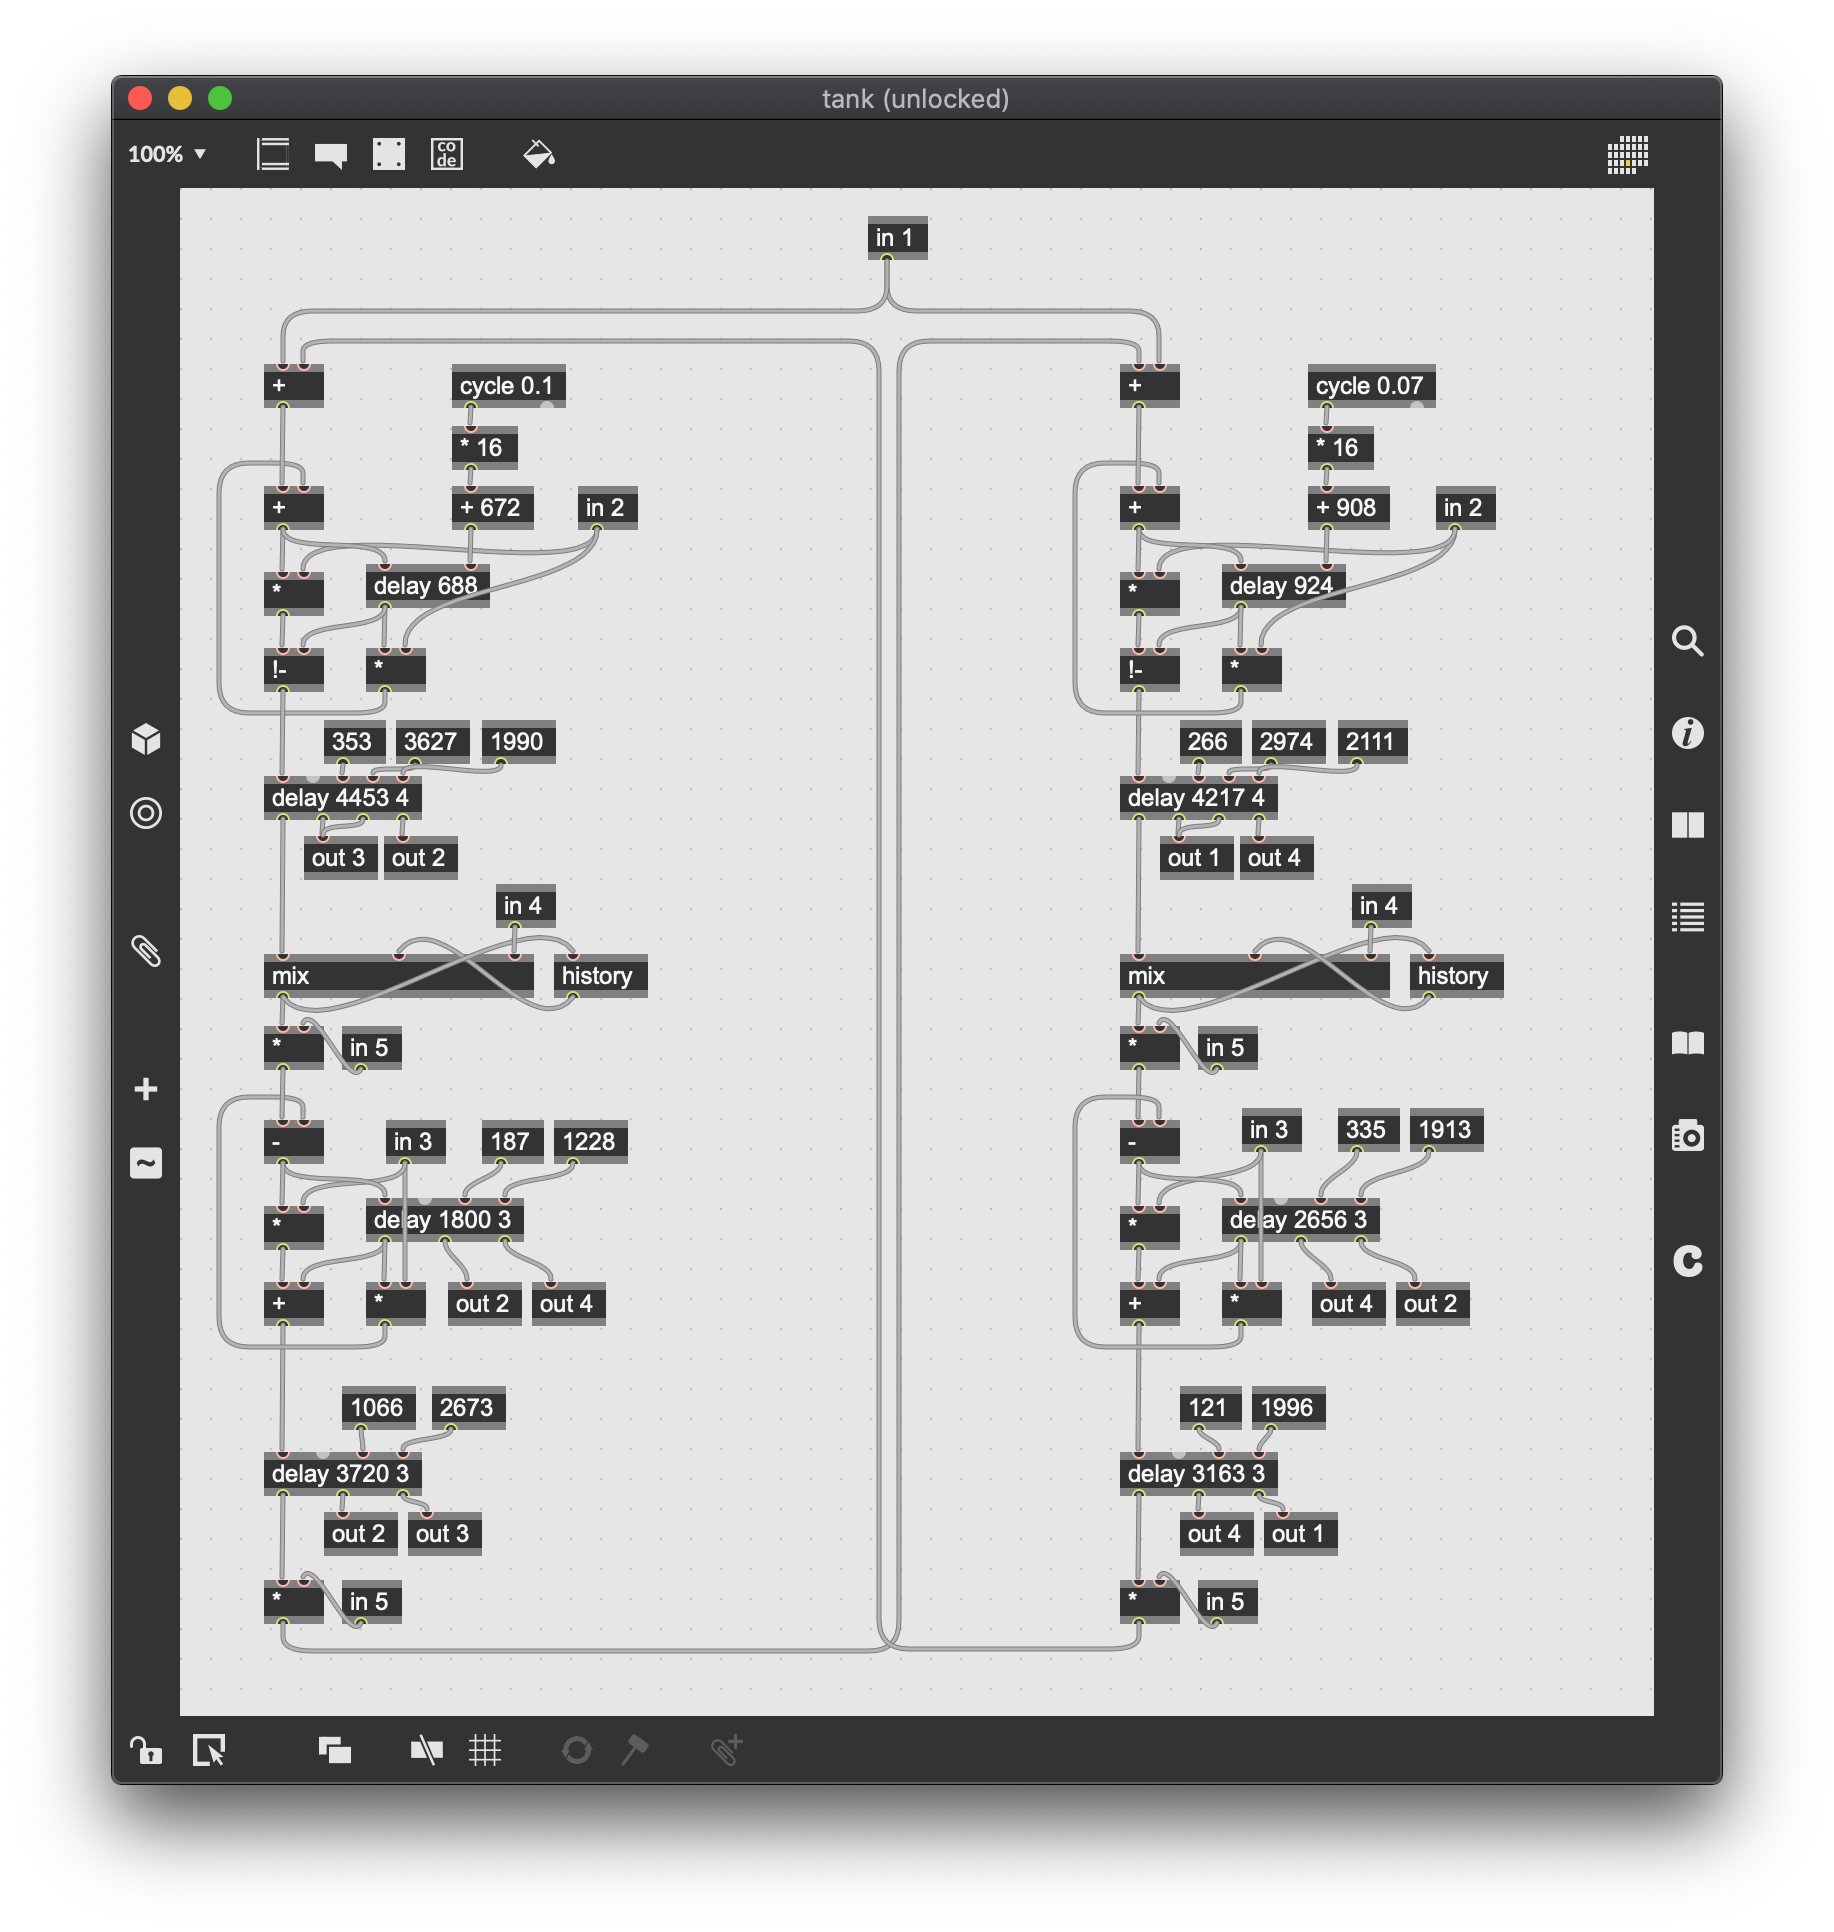 tank (unlocked)
100% ▼
co
de
in 1
+
cycle 0.1
+
cycle 0.07
* 16
* 16
+
+ 672
in 2
+
+ 908
in 2
*
delay 688
*
delay 924
!-
*
!-
*
353 3627 1990
266 2974 2111
delay 4453 4
delay 4217 4
out 3 out 2
out 1 out 4
in 4
in 4
mix
history
mix
history
*
in 5
*
in 5
-
in 3
187 1228
-
in 3
335 1913
*
delay 1800 3
*
delay 2656 3
+
*
out 2 out 4
+
*
out 4 out 2
1066 2673
121 1996
delay 3720 3
delay 3163 3
out 2 out 3
out 4 out 1
*
in 5
*
in 5